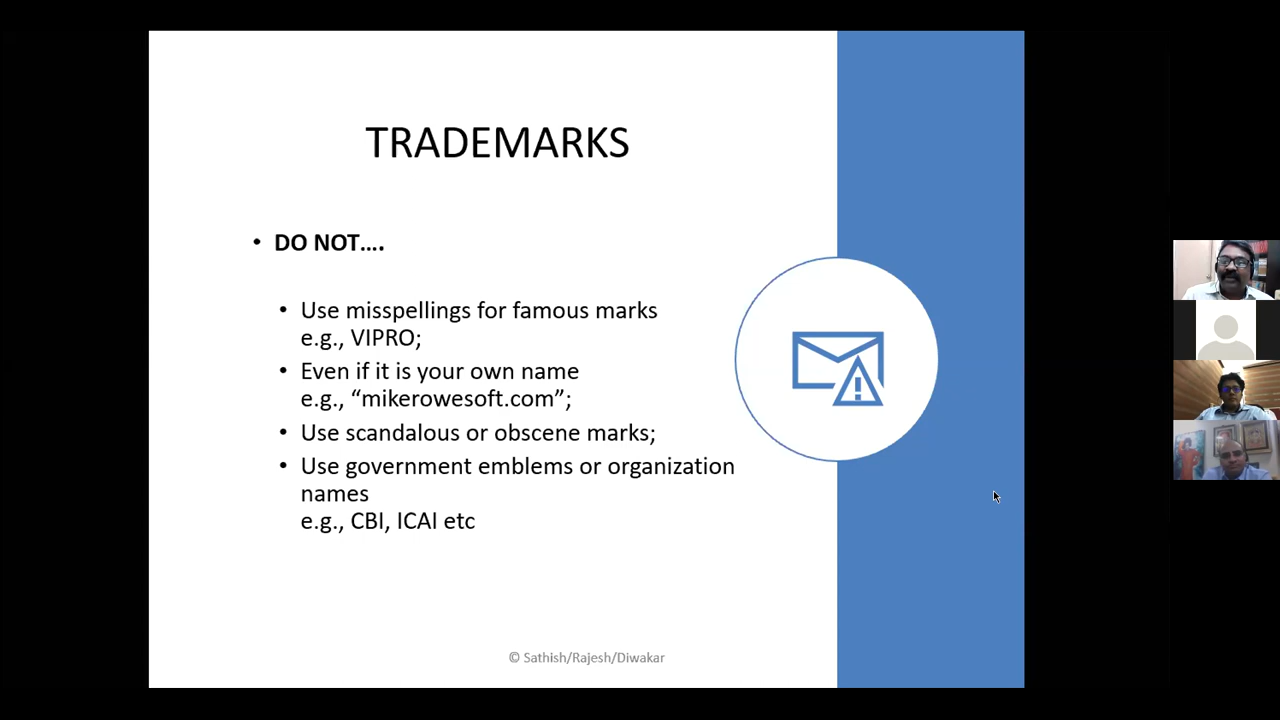 TRADEMARKS
• DO NOT....
• Use misspellings for famous marks
e.g., VIPRO;
• Even if it is your own name
e.g., “mikerowesoft.com”;
• Use scandalous or obscene marks;
• Use government emblems or organization
names
e.g., CBI, ICAI etc
© Sathish/Rajesh/Diwakar